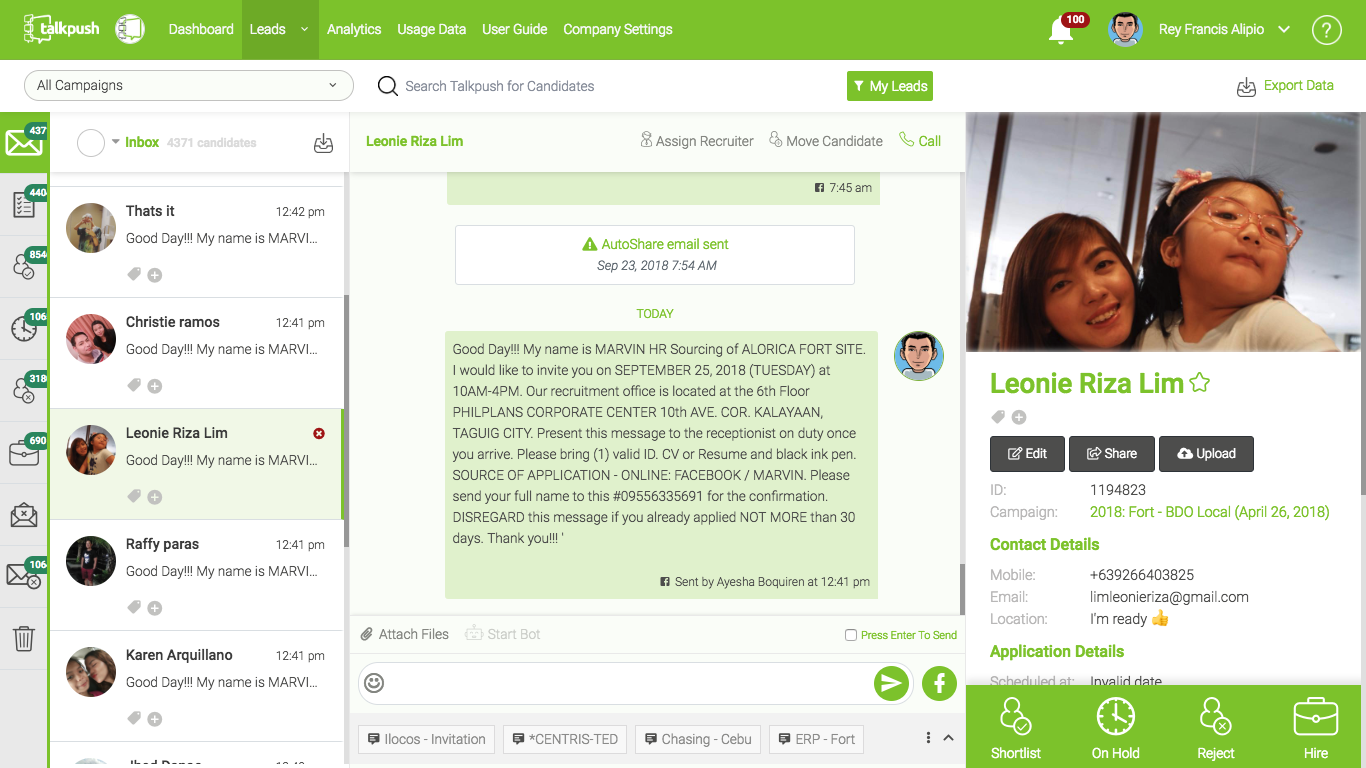 talkpush
Dashboard
Leads
Analytics
Usage Data
User Guide
Company Settings
100
Rey Francis Alipio
?
All Campaigns
Search Talkpush for Candidates
My Leads
Export Data
437
Inbox 4371 candidates
Leonie Riza Lim
Assign Recruiter
Move Candidate
Call
440
854
106
318
690
106
Thats it 12:42 pm
Good Day!!! My name is MARVI...
Christie ramos 12:41 pm
Good Day!!! My name is MARVI...
Leonie Riza Lim
Good Day!!! My name is MARVI...
Raffy paras 12:41 pm
Good Day!!! My name is MARVI...
Karen Arquillano 12:41 pm
Good Day!!! My name is MARVI...
7:45 am
AutoShare email sent
Sep 23, 2018 7:54 AM
TODAY
Good Day!!! My name is MARVIN HR Sourcing of ALORICA FORT SITE.
I would like to invite you on SEPTEMBER 25, 2018 (TUESDAY) at
10AM-4PM. Our recruitment office is located at the 6th Floor
PHILPLANS CORPORATE CENTER 10th AVE. COR. KALAYAAN,
TAGUIG CITY. Present this message to the receptionist on duty once
you arrive. Please bring (1) valid ID. CV or Resume and black ink pen.
SOURCE OF APPLICATION - ONLINE: FACEBOOK / MARVIN. Please
send your full name to this #09556335691 for the confirmation.
DISREGARD this message if you already applied NOT MORE than 30
days. Thank you!!! '
Sent by Ayesha Boquiren at 12:41 pm
Attach Files
Start Bot
Press Enter To Send
Ilocos - Invitation
*CENTRIS-TED
Chasing - Cebu
ERP - Fort
Leonie Riza Lim
Edit
Share
Upload
ID: 1194823
Campaign: 2018: Fort - BDO Local (April 26, 2018)
Contact Details
Mobile: +639266403825
Email: limleonieriza@gmail.com
Location: I'm ready 👍
Application Details
Scheduled at: Invalid date
Shortlist
On Hold
Reject
Hire